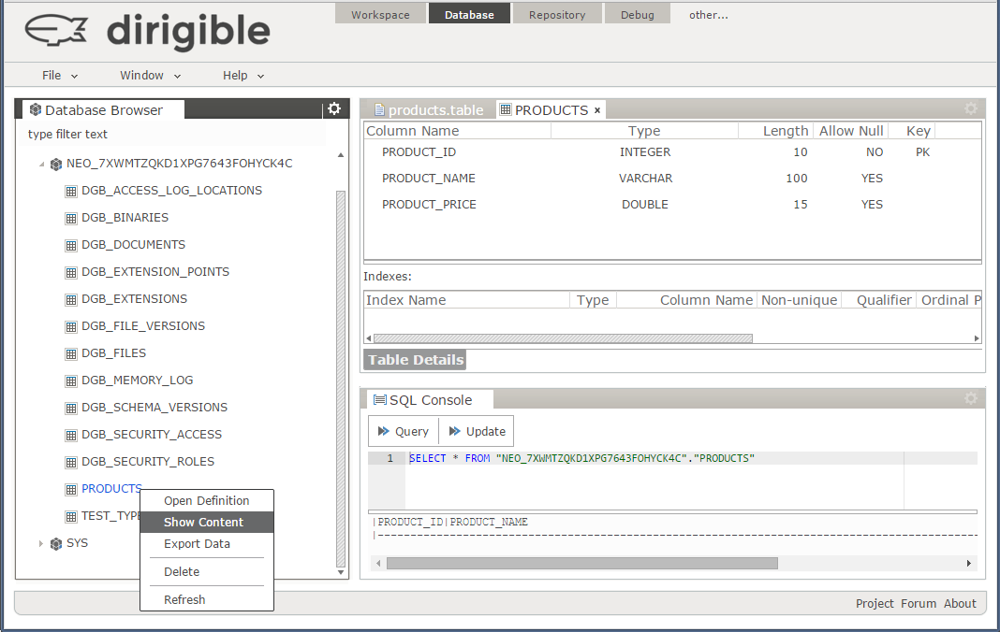 dirigible
Workspace Database Repository Debug other...
File Window Help
Database Browser
type filter text
NEO_7XWMTZQKD1XPG7643FOHYCK4C
DGB_ACCESS_LOG_LOCATIONS
DGB_BINARIES
DGB_DOCUMENTS
DGB_EXTENSION_POINTS
DGB_EXTENSIONS
DGB_FILE_VERSIONS
DGB_FILES
DGB_MEMORY_LOG
DGB_SCHEMA_VERSIONS
DGB_SECURITY_ACCESS
DGB_SECURITY_ROLES
PRODUCTS
TEST_TYPE
SYS
Open Definition
Show Content
Export Data
Delete
Refresh
products.table PRODUCTS x
Column Name Type Length Allow Null Key
PRODUCT_ID INTEGER 10 NO PK
PRODUCT_NAME VARCHAR 100 YES
PRODUCT_PRICE DOUBLE 15 YES
Indexes:
Index Name Type Column Name Non-unique Qualifier Ordinal P
Table Details
SQL Console
Query Update
1 SELECT * FROM "NEO_7XWMTZQKD1XPG7643FOHYCK4C"."PRODUCTS"
|PRODUCT_ID|PRODUCT_NAME
Project Forum About